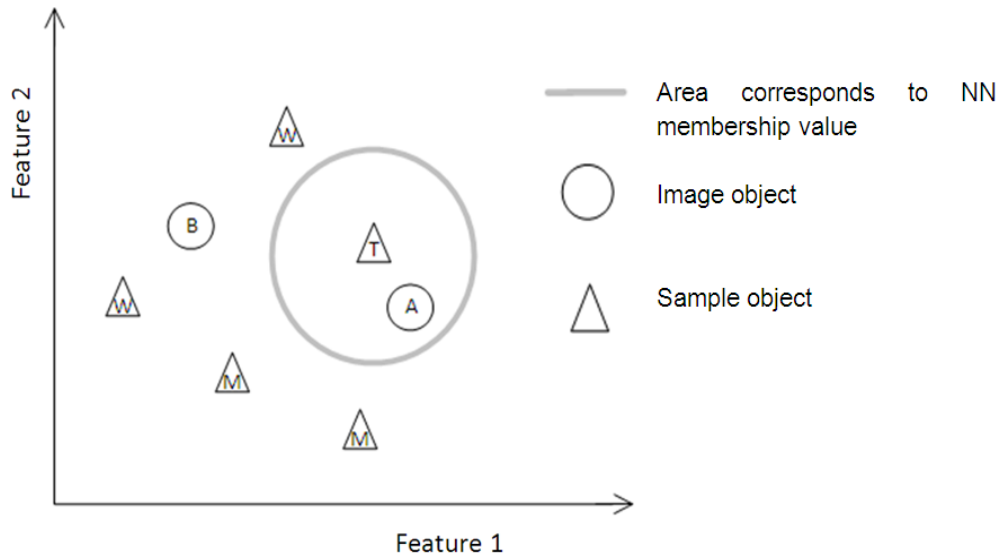 Feature 2
W
B
T
A
W
M
M
Feature 1
Area corresponds to NN
membership value
Image object
Sample object